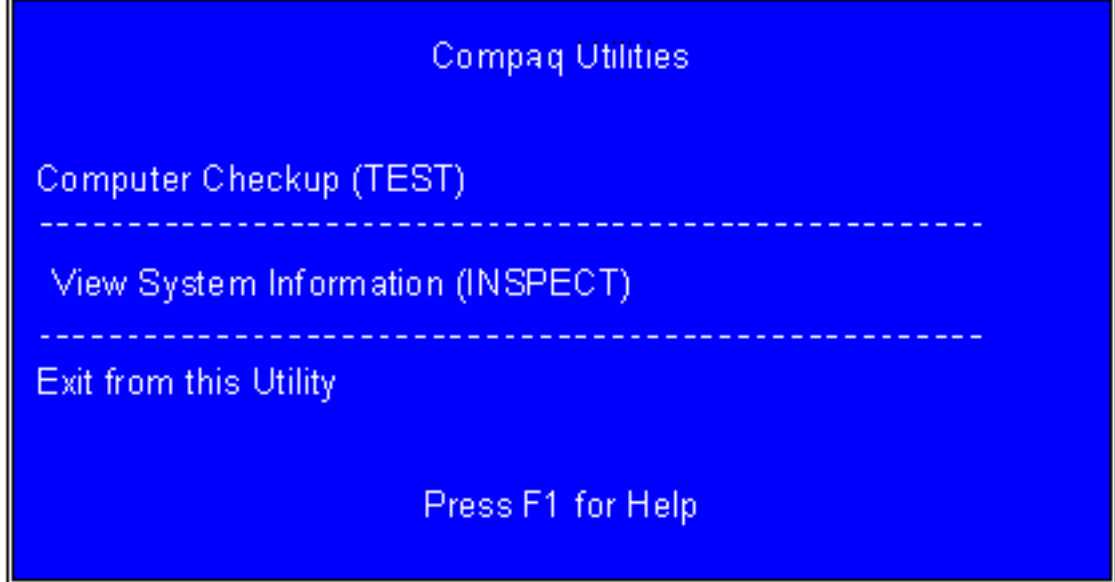 Compaq Utilities
Computer Checkup (TEST)
------------------------------------------------------
View System Information (INSPECT)
------------------------------------------------------
Exit from this Utility
Press F1 for Help